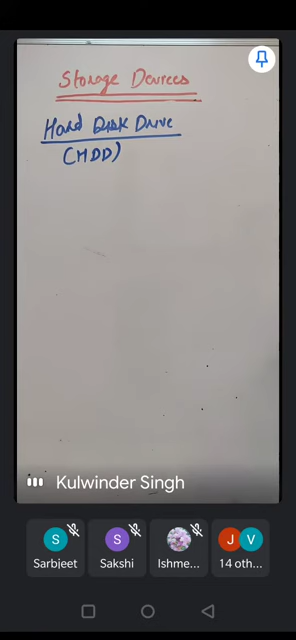 Storage Devices
Hard Disk Drive
(HDD)
Kulwinder Singh
S
S
J
V
Sarbjeet
Sakshi
Ishme...
14 oth...